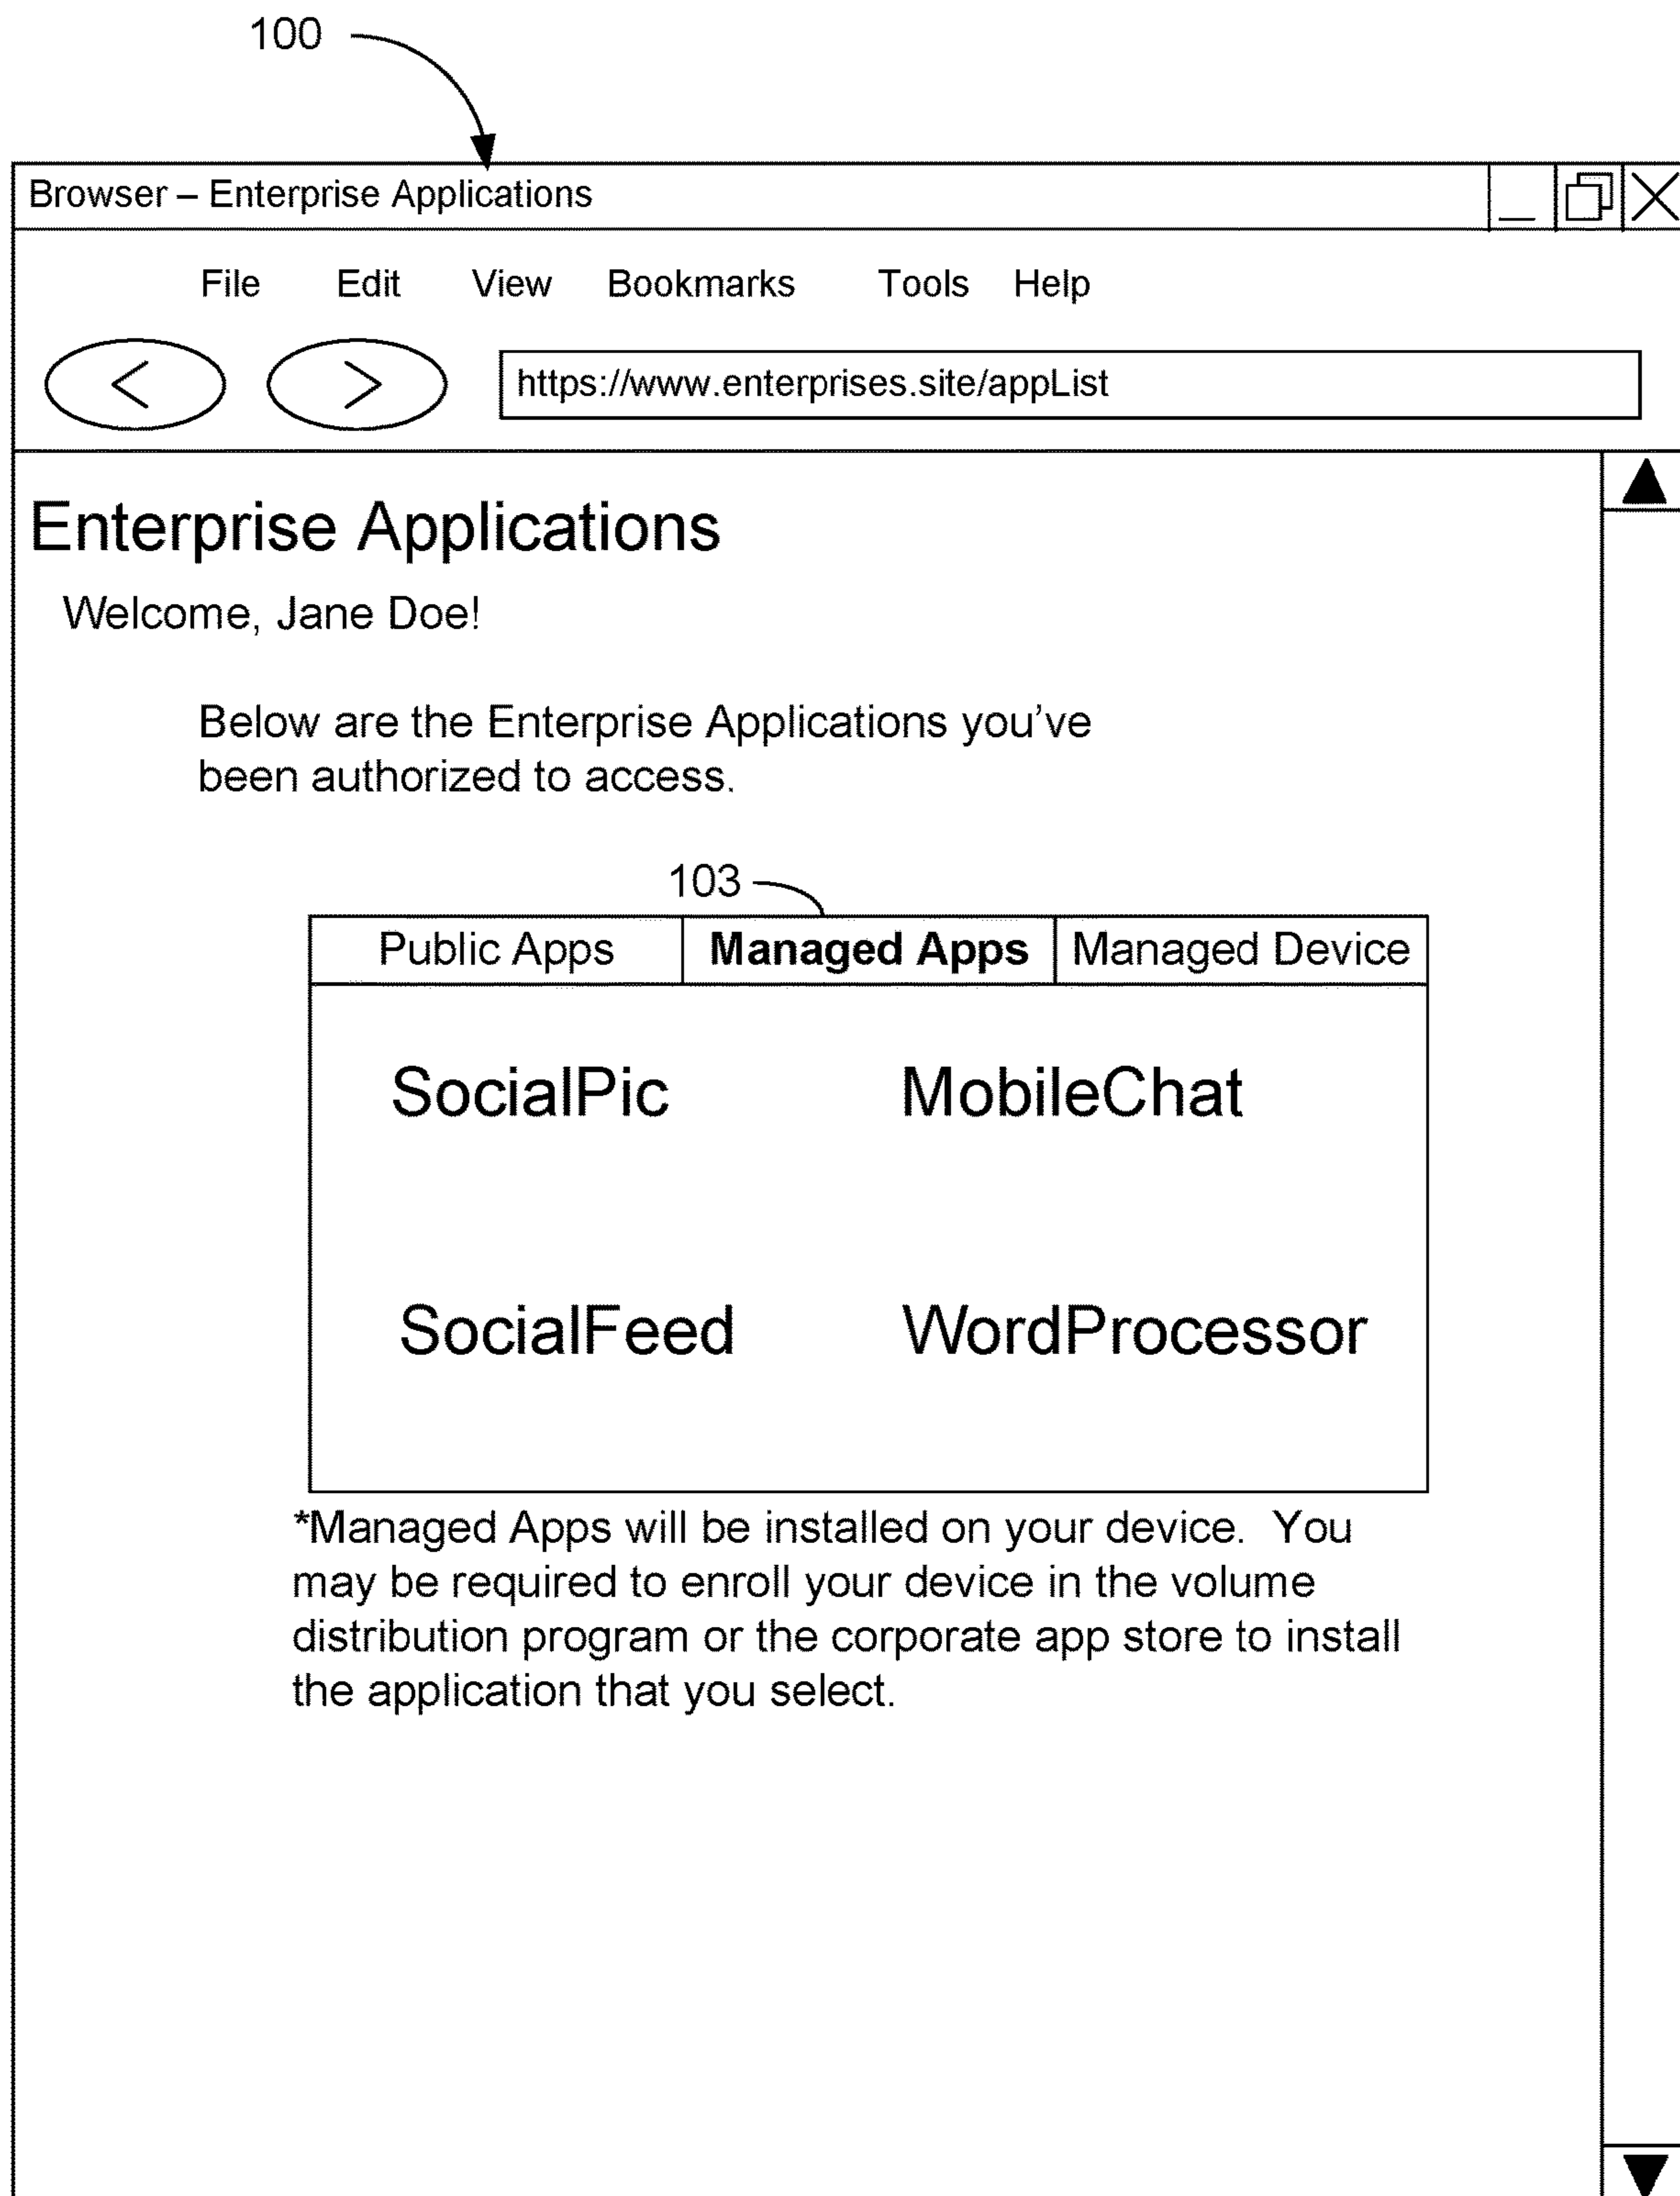 100
Browser – Enterprise Applications
File Edit View Bookmarks Tools Help
https://www.enterprises.site/appList
Enterprise Applications
Welcome, Jane Doe!
Below are the Enterprise Applications you've
been authorized to access.
103
Public Apps Managed Apps Managed Device
SocialPic MobileChat
SocialFeed WordProcessor
*Managed Apps will be installed on your device. You
may be required to enroll your device in the volume
distribution program or the corporate app store to install
the application that you select.